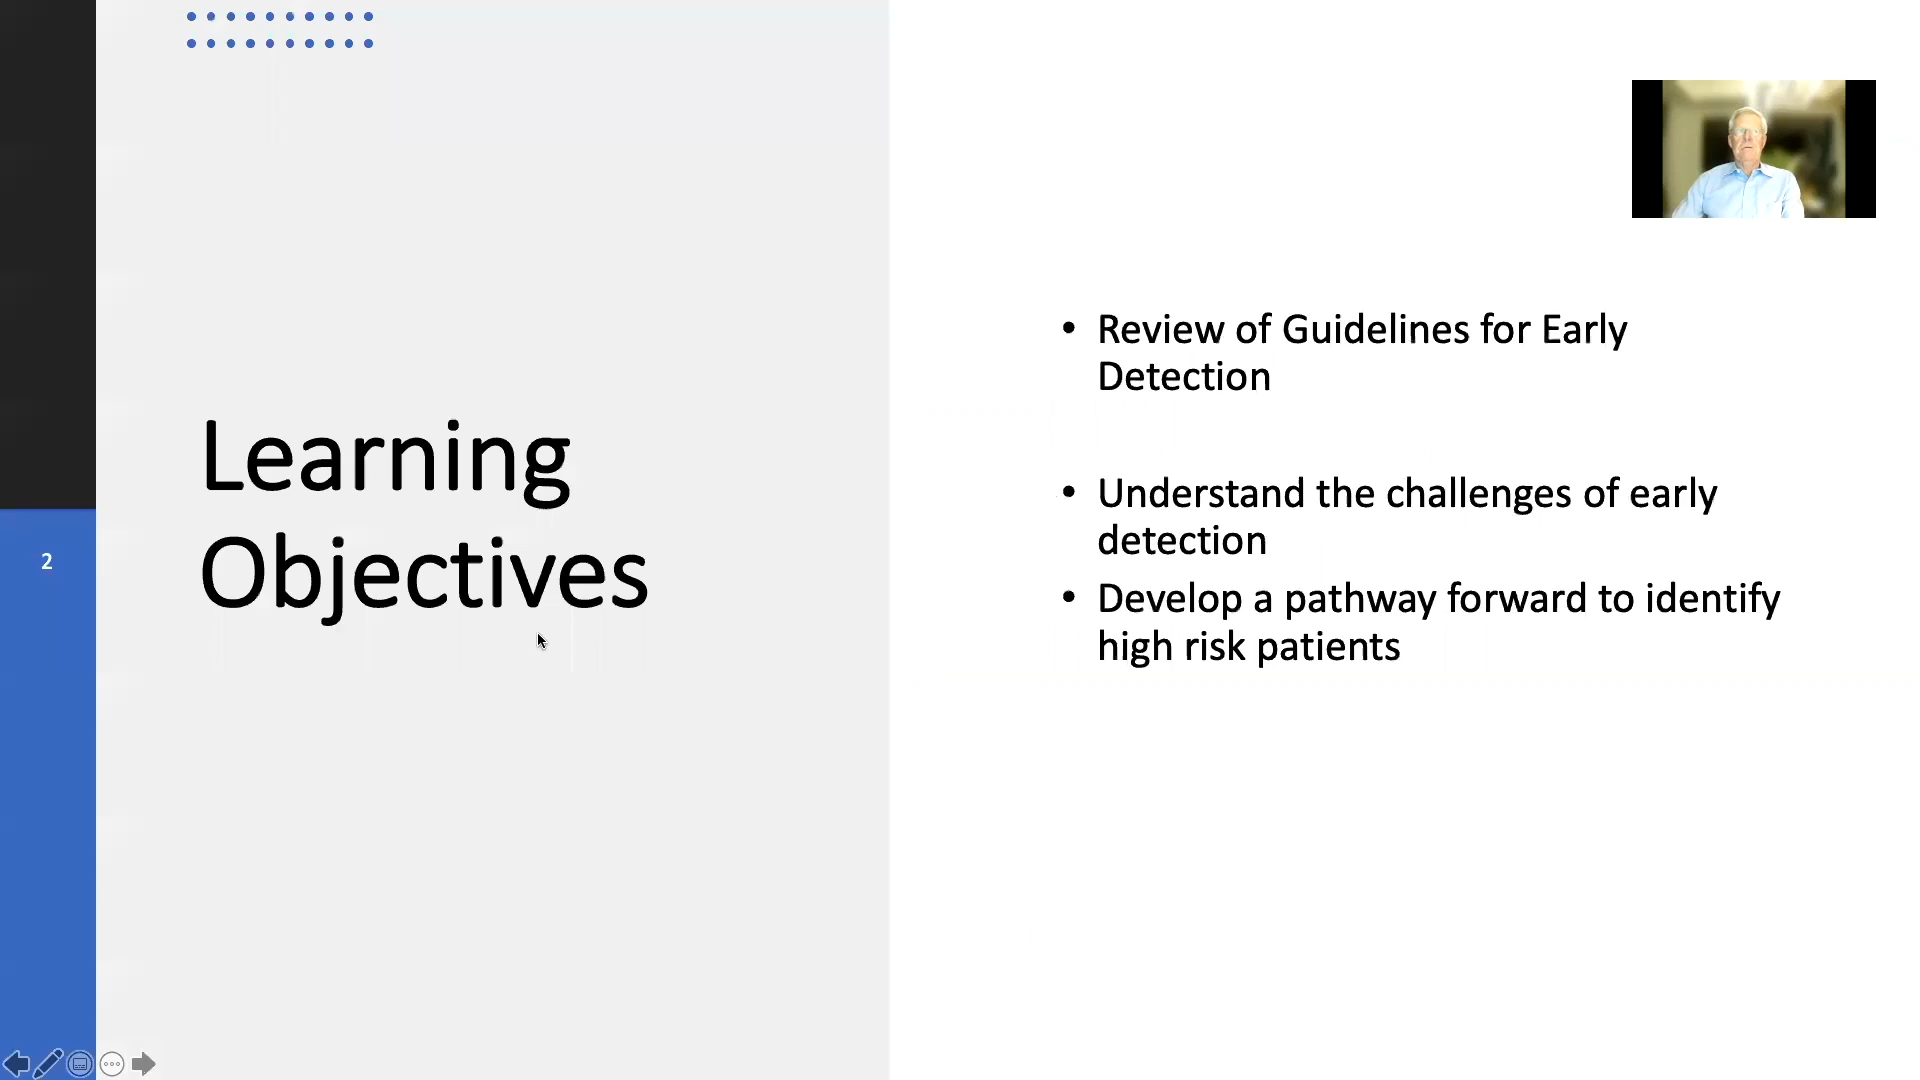 2
Learning
Objectives
• Review of Guidelines for Early
Detection
• Understand the challenges of early
detection
• Develop a pathway forward to identify
high risk patients